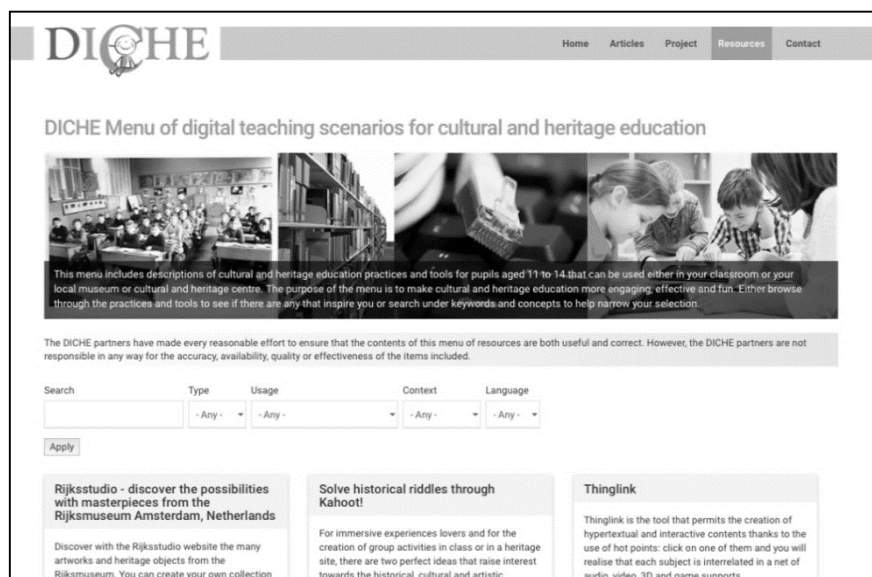 DICHE
Home Articles Project Resources Contact
DICHE Menu of digital teaching scenarios for cultural and heritage education
This menu includes descriptions of cultural and heritage education practices and tools for pupils aged 11 to 14 that can be used either in your classroom or your
local museum or cultural and heritage centre. The purpose of the menu is to make cultural and heritage education more engaging, effective and fun. Either browse
through the practices and tools to see if there are any that inspire you or search under keywords and concepts to help narrow your selection.
The DICHE partners have made every reasonable effort to ensure that the contents of this menu of resources are both useful and correct. However, the DICHE partners are not
responsible in any way for the accuracy, availability, quality or effectiveness of the items included.
Search Type Usage Context Language
- Any - - Any - - Any - - Any -
Apply
Rijksstudio - discover the possibilities
with masterpieces from the
Rijksmuseum Amsterdam, Netherlands
Discover with the Rijksstudio website the many
artworks and heritage objects from the
Rijksmuseum. You can create your own collection
Solve historical riddles through
Kahoot!
For immersive experiences lovers and for the
creation of group activities in class or in a heritage
site, there are two perfect ideas that raise interest
towards the historical, cultural and artistic
Thinglink
Thinglink is the tool that permits the creation of
hypertextual and interactive contents thanks to the
use of hot points: click on one of them and you will
realise that each subject is interrelated in a net of
audio, video, 3D and game supports.